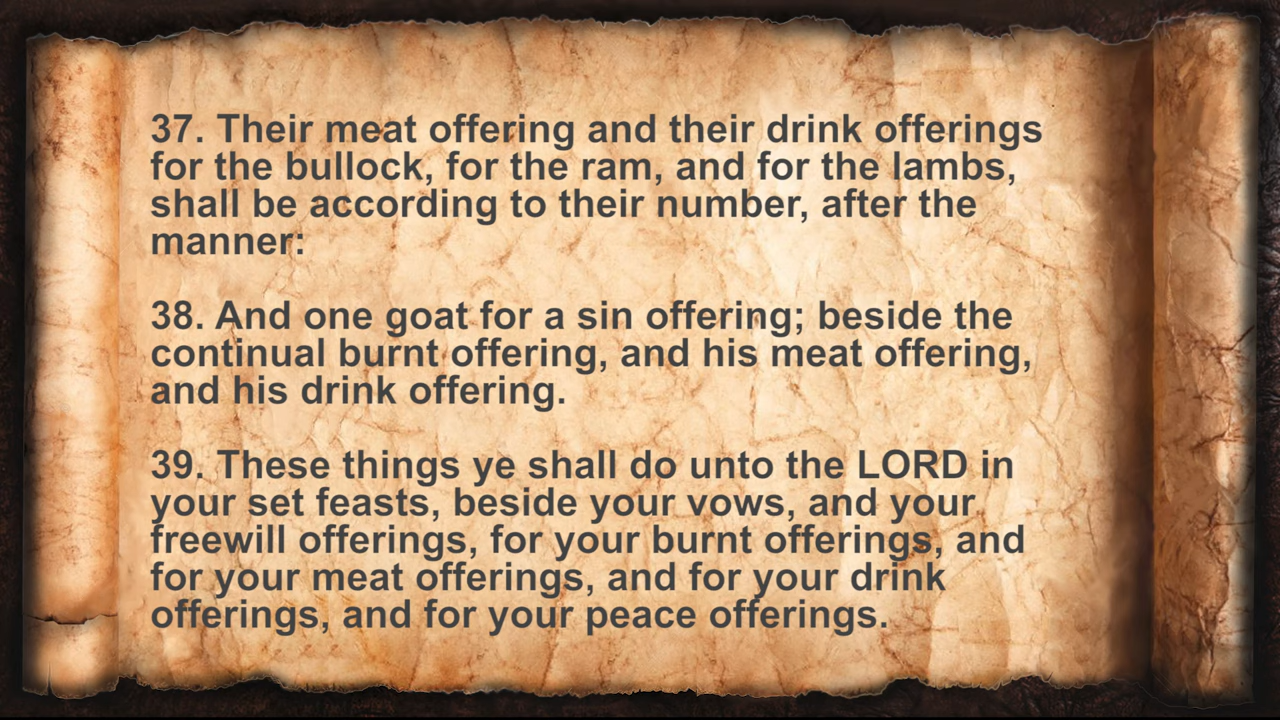 37. Their meat offering and their drink offerings
for the bullock, for the ram, and for the lambs,
shall be according to their number, after the
manner:
38. And one goat for a sin offering; beside the
continual burnt offering, and his meat offering,
and his drink offering.
39. These things ye shall do unto the LORD in
your set feasts, beside your vows, and your
freewill offerings, for your burnt offerings, and
for your meat offerings, and for your drink
offerings, and for your peace offerings.